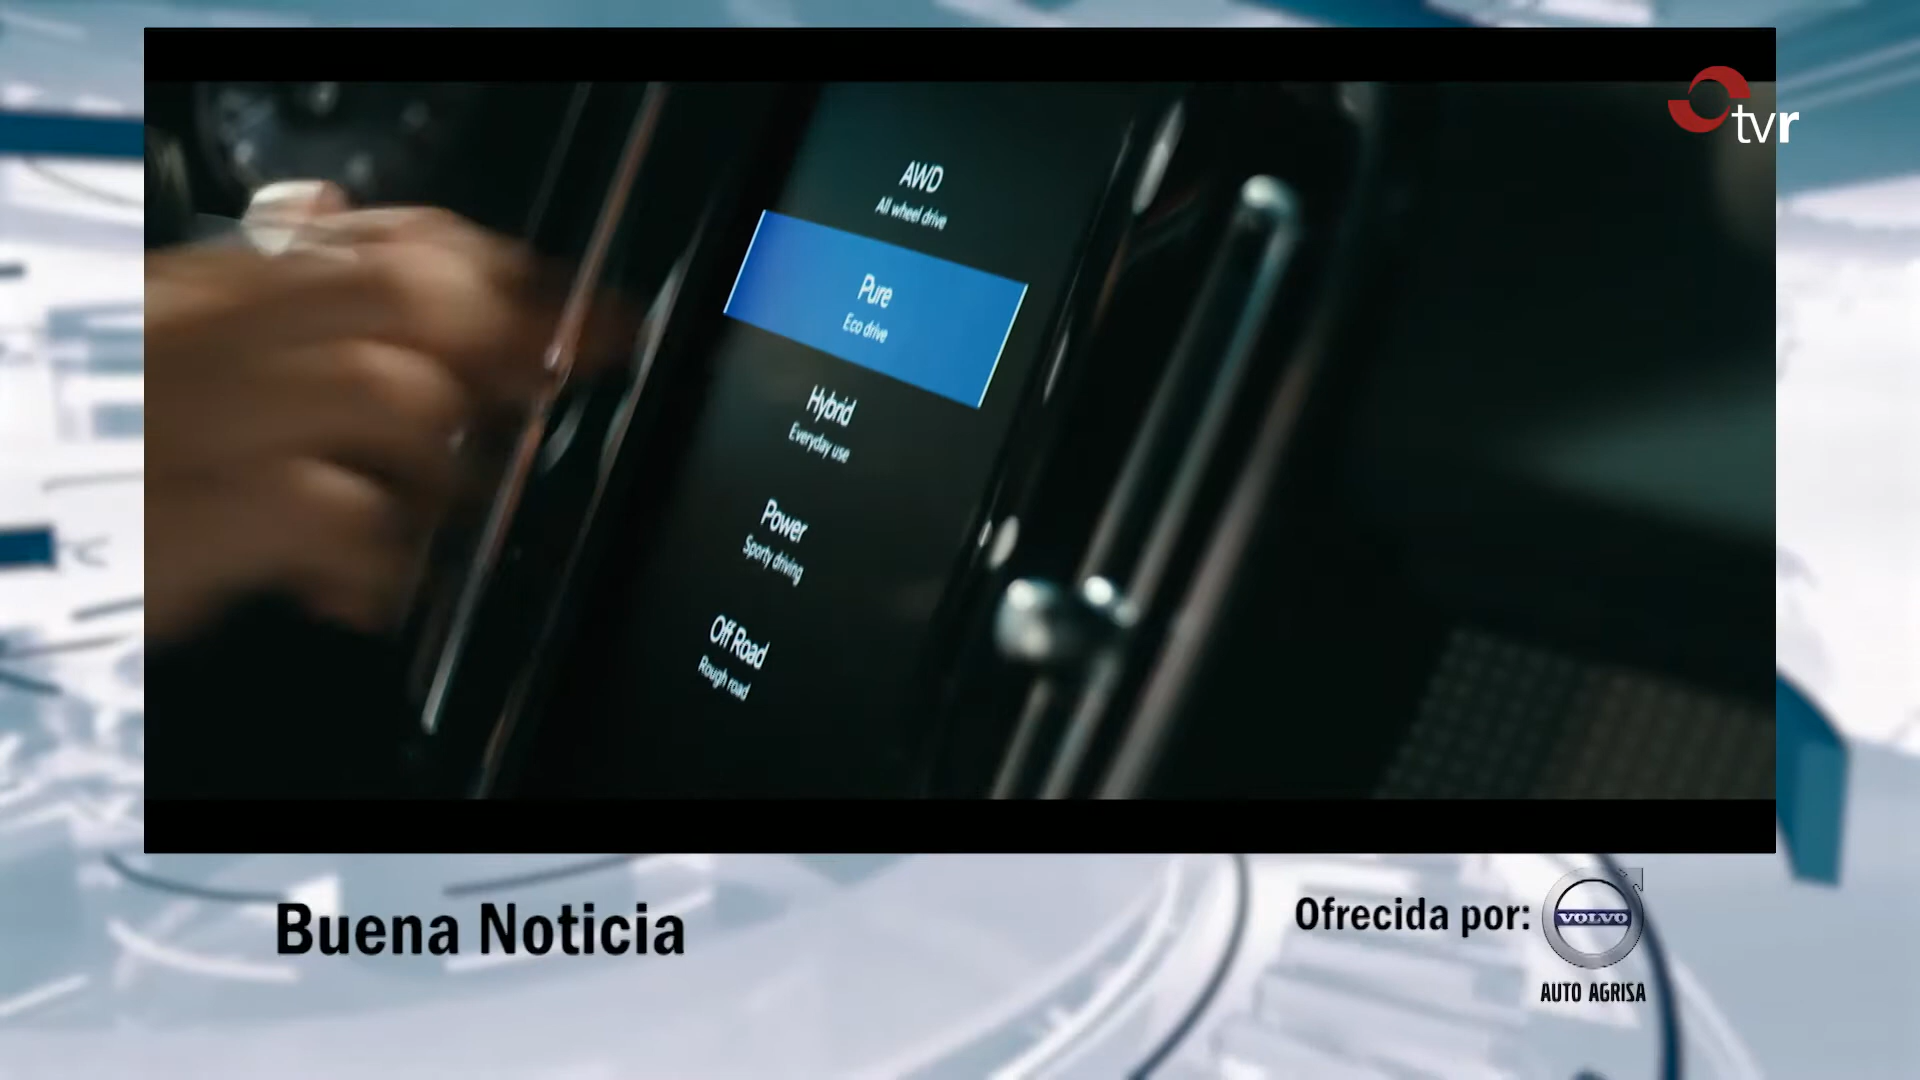 tvr
AWD
All wheel drive
Pure
Eco drive
Hybrid
Everyday use
Power
Sporty driving
Off Road
Rough road
Buena Noticia
Ofrecida por:
VOLVO
AUTO AGRISA